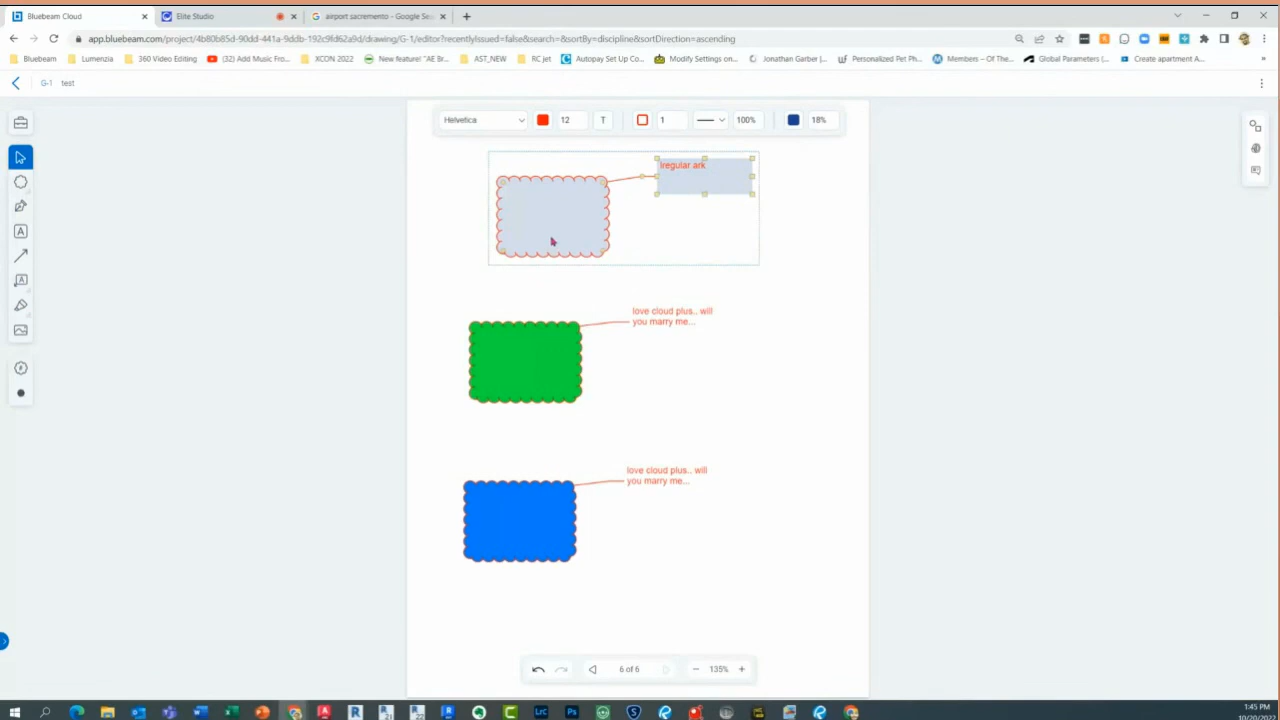 Bluebeam Cloud
Elite Studio
airport sacremento - Google Se
app.bluebeam.com/project/4b80b85d-90dd-441a-9ddb-192c9fd62a9d/drawing/G-1/editor?recentlyIssued=false&search=&sortBy=discipline&sortDirection=ascending
Bluebeam
Lumenzia
360 Video Editing
(32) Add Music Fro...
XCON 2022
New feature! "AE Br...
AST_NEW
RC jet
Autopay Set Up Co...
Modify Settings on...
Jonathan Garber |...
Personalized Pet Ph...
Members – Of The...
Global Parameters (...
Create apartment A...
G-1 test
Helvetica
12
T
1
100%
18%
Iregular ark
love cloud plus.. will
you marry me...
love cloud plus.. will
you marry me...
6 of 6
135%
1:45 PM